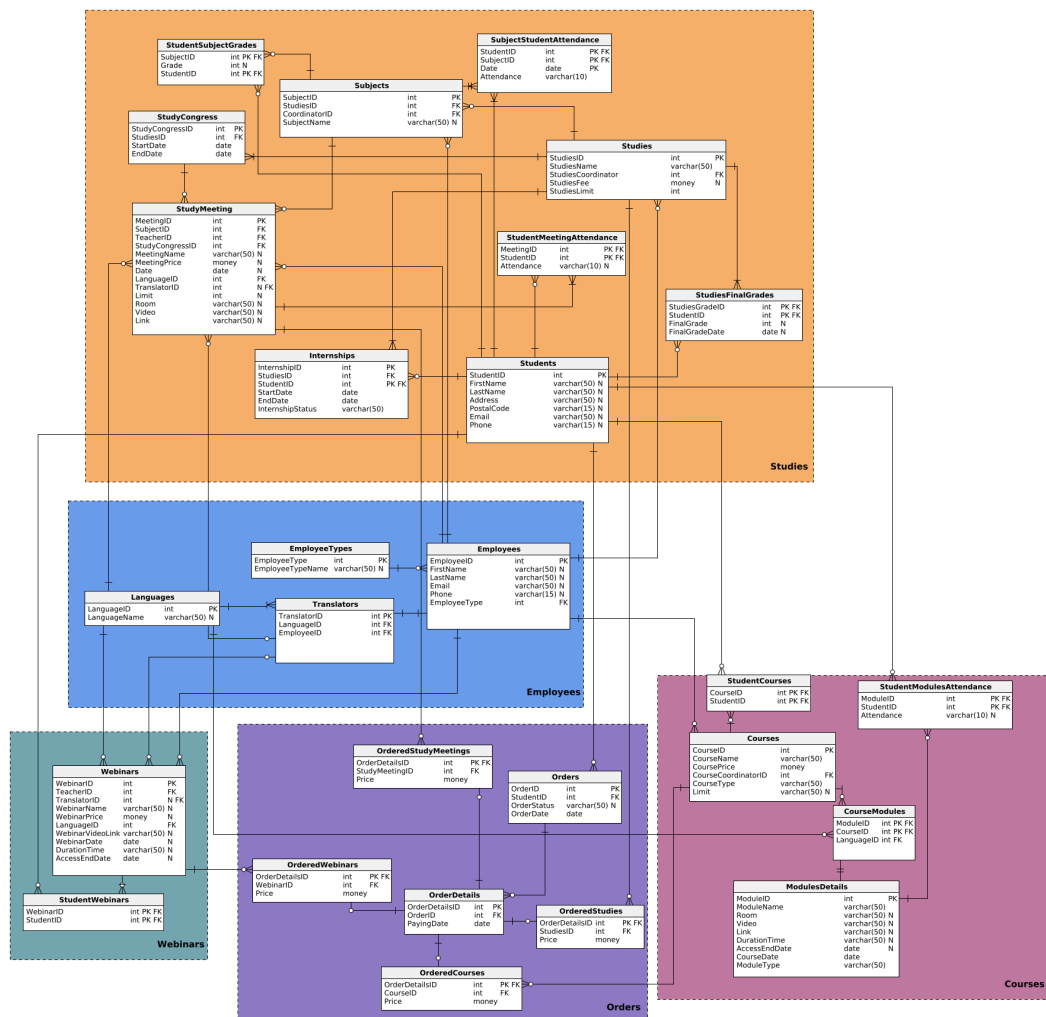 StudentSubjectGrades
SubjectID int PK FK
Grade int N
StudentID int PK FK
SubjectStudentAttendance
StudentID int PK FK
SubjectID int PK FK
Date date PK
Attendance varchar(10)
Subjects
SubjectID int PK
StudiesID int FK
CoordinatorID int FK
SubjectName varchar(50) N
StudyCongress
StudyCongressID int PK
StudiesID int FK
StartDate date
EndDate date
Studies
StudiesID int PK
StudiesName varchar(50)
StudiesCoordinator int FK
StudiesFee money N
StudiesLimit int
StudyMeeting
MeetingID int PK
SubjectID int FK
TeacherID int FK
StudyCongressID int FK
MeetingName varchar(50) N
MeetingPrice money N
Date date N
LanguageID int FK
TranslatorID int N FK
Limit int N
Room varchar(50) N
Video varchar(50) N
Link varchar(50) N
StudentMeetingAttendance
MeetingID int PK FK
StudentID int PK FK
Attendance varchar(10) N
StudiesFinalGrades
StudiesGradeID int PK FK
StudentID int PK FK
FinalGrade int N
FinalGradeDate date N
Internships
InternshipID int PK
StudiesID int FK
StudentID int PK FK
StartDate date
EndDate date
InternshipStatus varchar(50)
Students
StudentID int PK
FirstName varchar(50) N
LastName varchar(50) N
Address varchar(50) N
PostalCode varchar(15) N
Email varchar(50) N
Phone varchar(15) N
Studies
EmployeeTypes
EmployeeType int PK
EmployeeTypeName varchar(50) N
Employees
EmployeeID int PK
FirstName varchar(50) N
LastName varchar(50) N
Email varchar(50) N
Phone varchar(15) N
EmployeeType int FK
Languages
LanguageID int PK
LanguageName varchar(50) N
Translators
TranslatorID int PK
LanguageID int FK
EmployeeID int FK
Employees
StudentCourses
CourseID int PK FK
StudentID int PK FK
StudentModulesAttendance
ModuleID int PK FK
StudentID int PK FK
Attendance varchar(10) N
Courses
CourseID int PK
CourseName varchar(50)
CoursePrice money
CourseCoordinatorID int FK
CourseType varchar(50)
Limit varchar(50) N
CourseModules
ModuleID int PK FK
CourseID int PK FK
LanguageID int FK
ModulesDetails
ModuleID int PK
ModuleName varchar(50)
Room varchar(50) N
Video varchar(50) N
Link varchar(50) N
DurationTime varchar(50) N
AccessEndDate date N
CourseDate date
ModuleType varchar(50)
Courses
Webinars
WebinarID int PK
TeacherID int FK
TranslatorID int N FK
WebinarName varchar(50) N
WebinarPrice money N
LanguageID int FK
WebinarVideoLink varchar(50) N
WebinarDate date N
DurationTime varchar(50) N
AccessEndDate date N
StudentWebinars
WebinarID int PK FK
StudentID int PK FK
Webinars
OrderedStudyMeetings
OrderDetailsID int PK FK
StudyMeetingID int FK
Price money
Orders
OrderID int PK
StudentID int FK
OrderStatus varchar(50) N
OrderDate date
OrderedWebinars
OrderDetailsID int PK FK
WebinarID int FK
Price money
OrderDetails
OrderDetailsID int PK
OrderID int FK
PayingDate date
OrderedStudies
OrderDetailsID int PK FK
StudiesID int FK
Price money
OrderedCourses
OrderDetailsID int PK FK
CourseID int FK
Price money
Orders